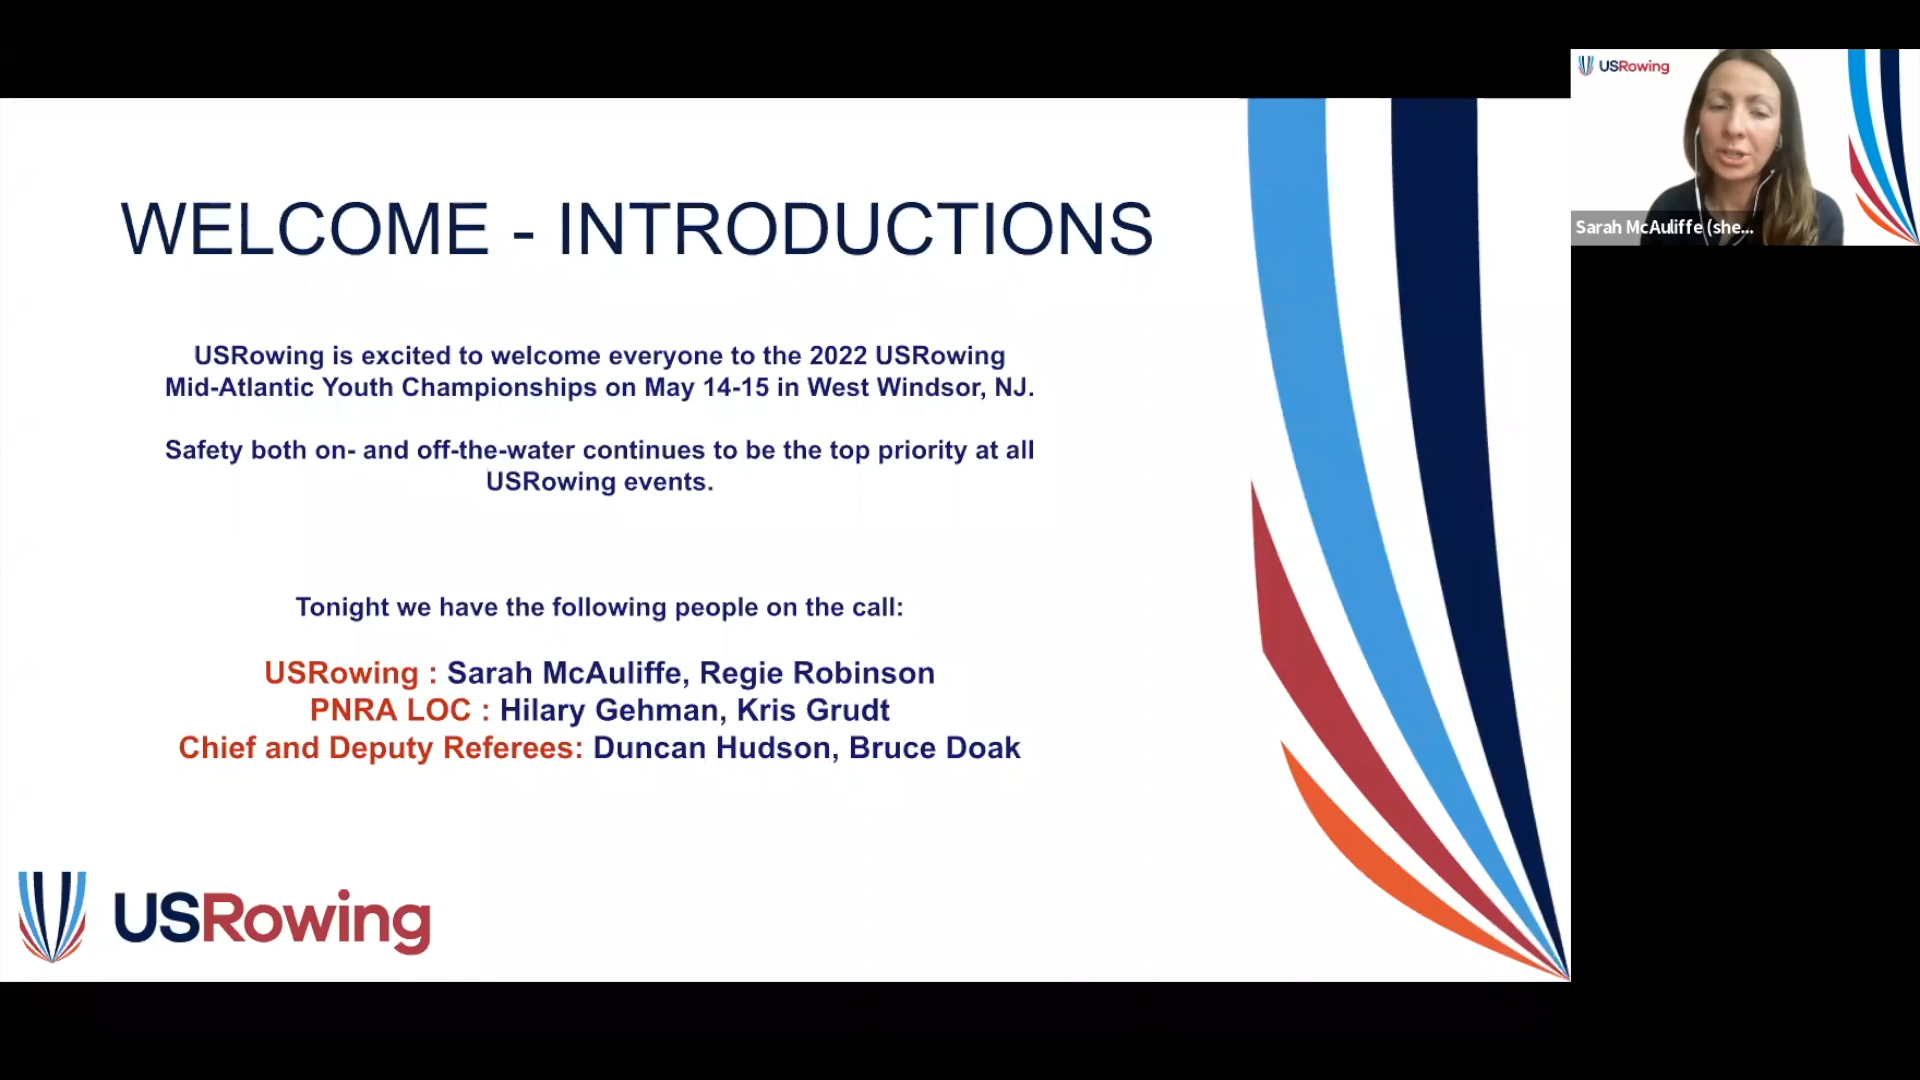 WELCOME - INTRODUCTIONS
USRowing is excited to welcome everyone to the 2022 USRowing
Mid-Atlantic Youth Championships on May 14-15 in West Windsor, NJ.
Safety both on- and off-the-water continues to be the top priority at all
USRowing events.
Tonight we have the following people on the call:
USRowing : Sarah McAuliffe, Regie Robinson
PNRA LOC : Hilary Gehman, Kris Grudt
Chief and Deputy Referees: Duncan Hudson, Bruce Doak
USRowing
USRowing
Sarah McAuliffe (she...